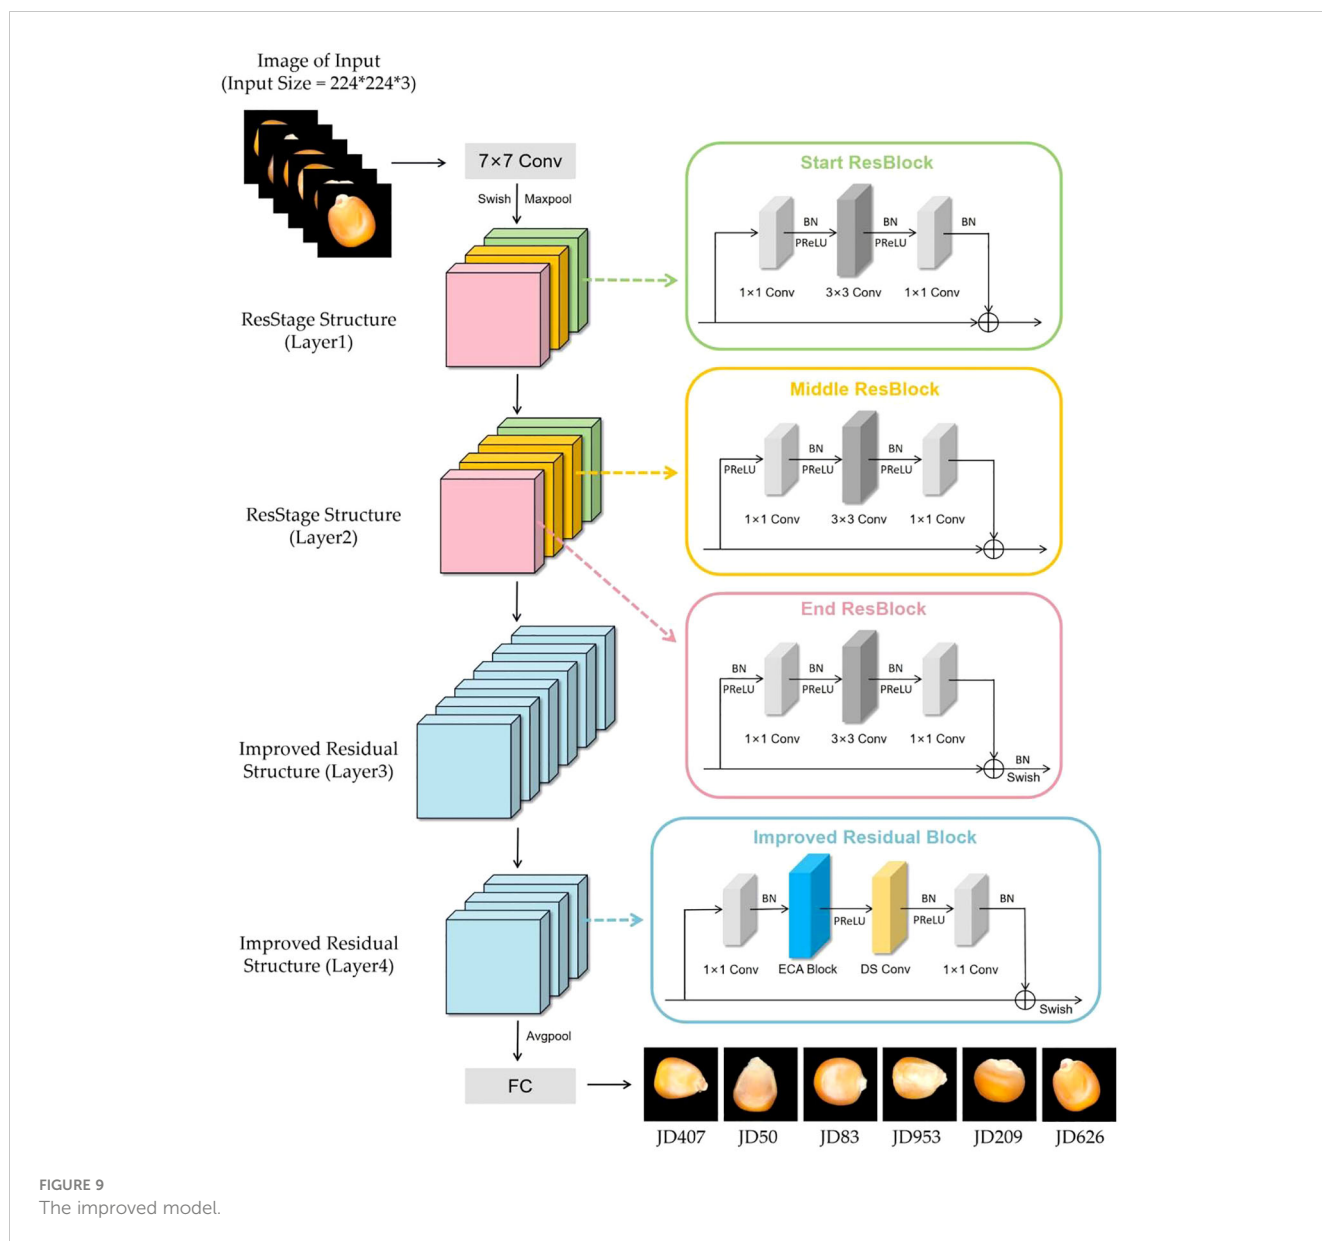 Image of Input
(Input Size = 224*224*3)
7×7 Conv
Swish Maxpool
ResStage Structure
(Layer1)
Start ResBlock
BN BN BN
PReLU PReLU
1×1 Conv 3×3 Conv 1×1 Conv
ResStage Structure
(Layer2)
Middle ResBlock
BN BN
PReLU PReLU PReLU
1×1 Conv 3×3 Conv 1×1 Conv
End ResBlock
BN BN BN
PReLU PReLU PReLU
1×1 Conv 3×3 Conv 1×1 Conv
BN
Swish
Improved Residual
Structure (Layer3)
Improved Residual Block
BN BN BN
PReLU PReLU
1×1 Conv ECA Block DS Conv 1×1 Conv
Swish
Improved Residual
Structure (Layer4)
Avgpool
FC
JD407 JD50 JD83 JD953 JD209 JD626
FIGURE 9
The improved model.